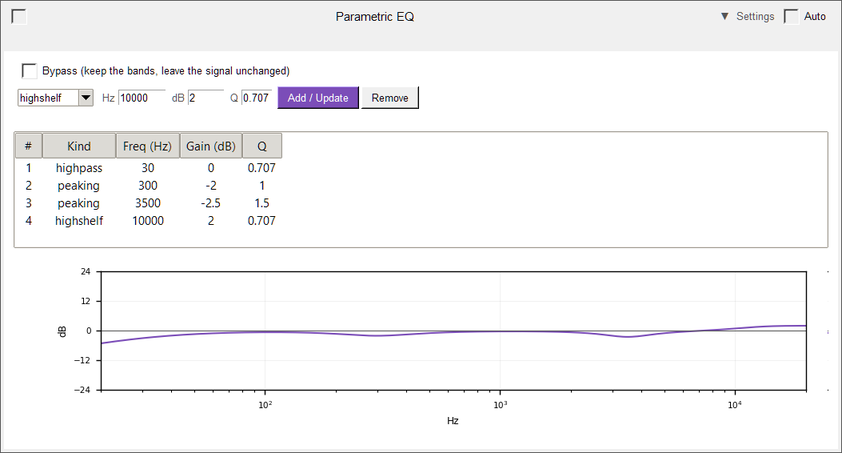 Parametric EQ ▼ Settings Auto
Bypass (keep the bands, leave the signal unchanged)
highshelf Hz 10000 dB 2 Q 0.707 Add / Update Remove
# Kind Freq (Hz) Gain (dB) Q
1 highpass 30 0 0.707
2 peaking 300 -2 1
3 peaking 3500 -2.5 1.5
4 highshelf 10000 2 0.707
24
12
0
−12
−24
dB
10² 10³ 10⁴
Hz